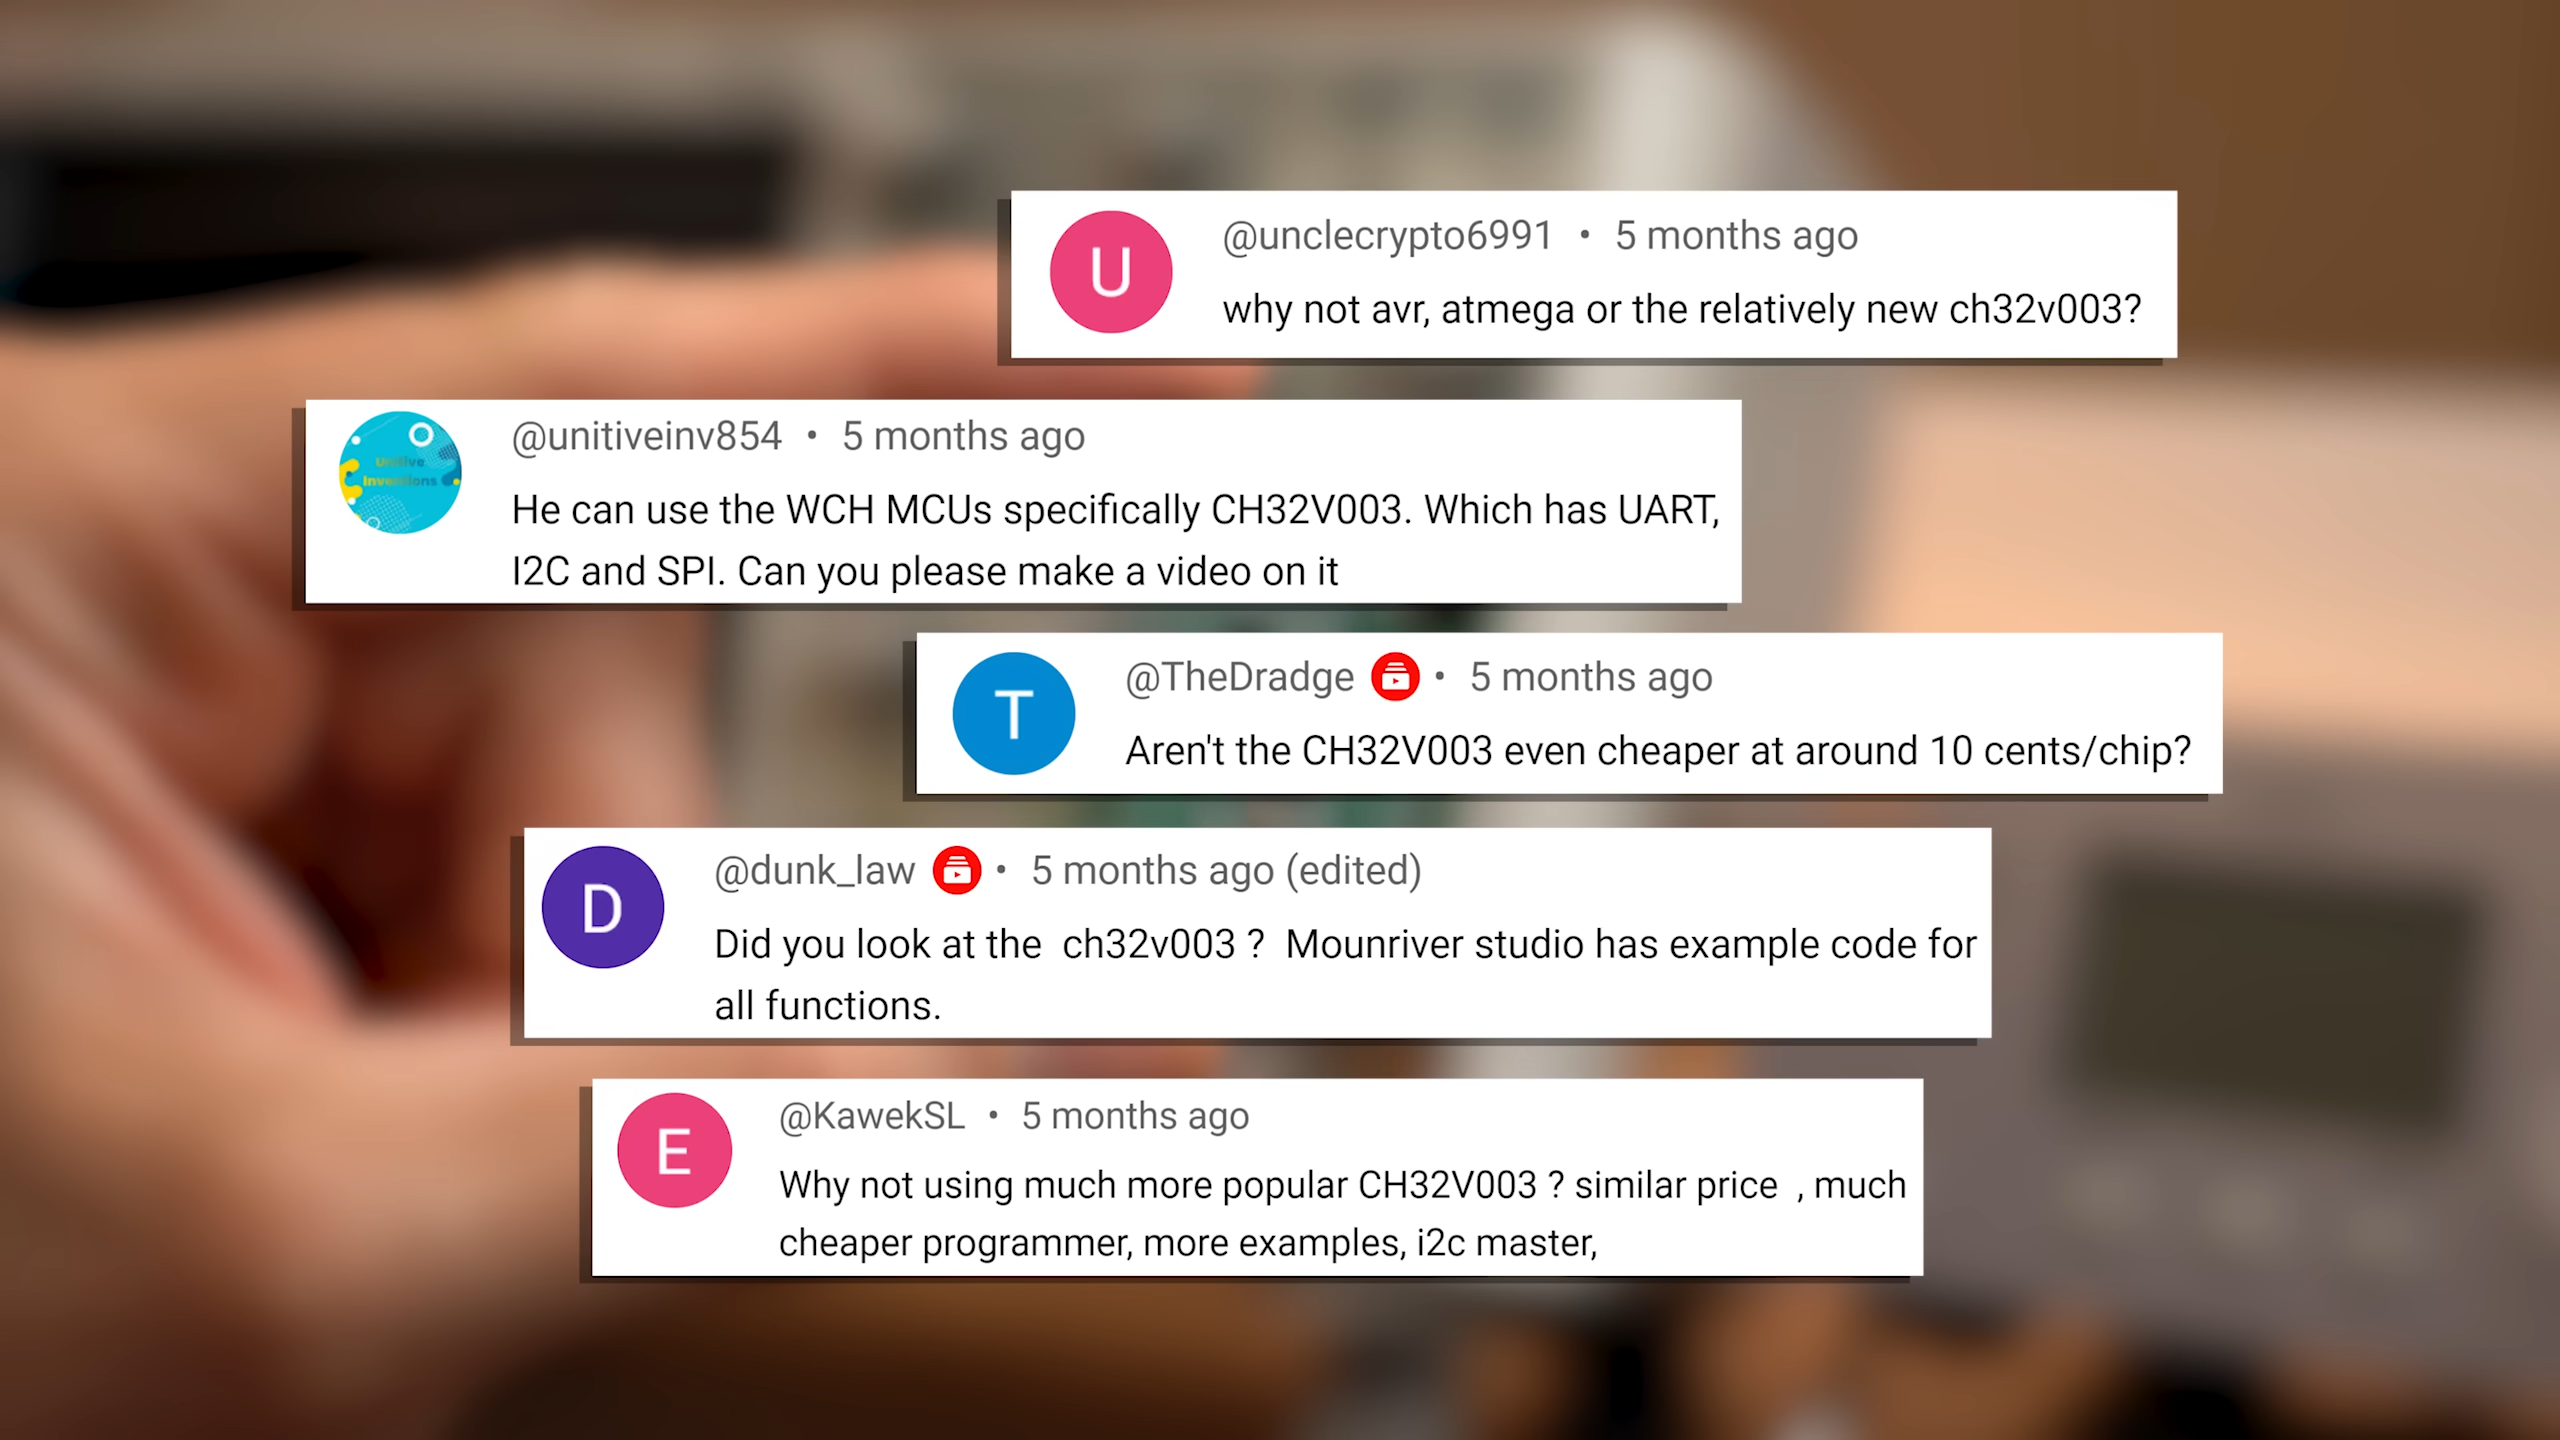 U
@unclecrypto6991 • 5 months ago
why not avr, atmega or the relatively new ch32v003?
Unitive
Inventions
@unitiveinv854 • 5 months ago
He can use the WCH MCUs specifically CH32V003. Which has UART,
I2C and SPI. Can you please make a video on it
T
@TheDradge • 5 months ago
Aren't the CH32V003 even cheaper at around 10 cents/chip?
D
@dunk_law • 5 months ago (edited)
Did you look at the  ch32v003 ?  Mounriver studio has example code for
all functions.
E
@KawekSL • 5 months ago
Why not using much more popular CH32V003 ? similar price  , much
cheaper programmer, more examples, i2c master,